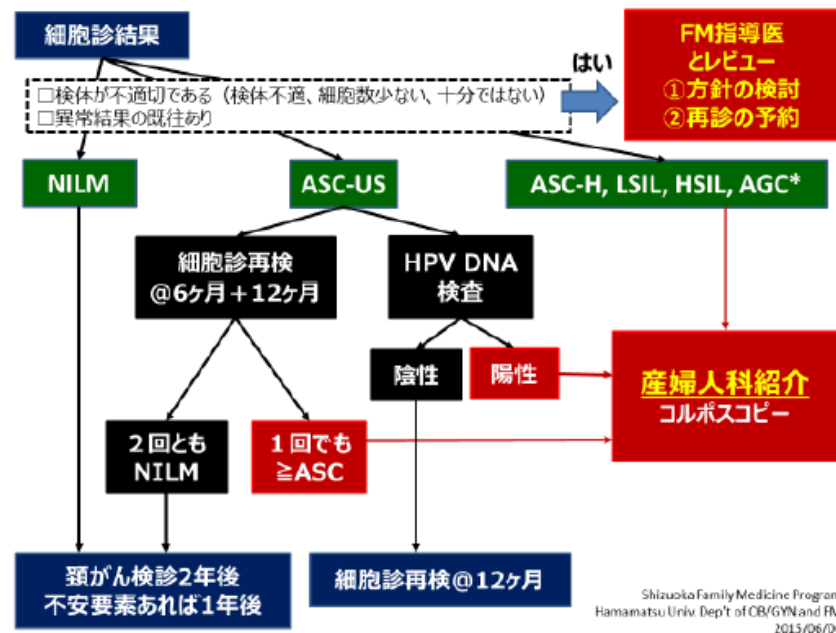 細胞診結果
FM指導医
とレビュー
①方針の検討
②再診の予約
はい
□検体が不適切である（検体不適、細胞数少ない、十分ではない）
□異常結果の既往あり
NILM
ASC-US
ASC-H, LSIL, HSIL, AGC*
細胞診再検
@6ケ月＋12ケ月
HPV DNA
検査
陰性
陽性
産婦人科紹介
コルポスコピー
２回とも
NILM
１回でも
≧ASC
頚がん検診2年後
不安要素あれば1年後
細胞診再検@12ケ月
Shizuoka Family Medicine Program
Hamamatsu Univ. Dep't of OB/GYN and FM